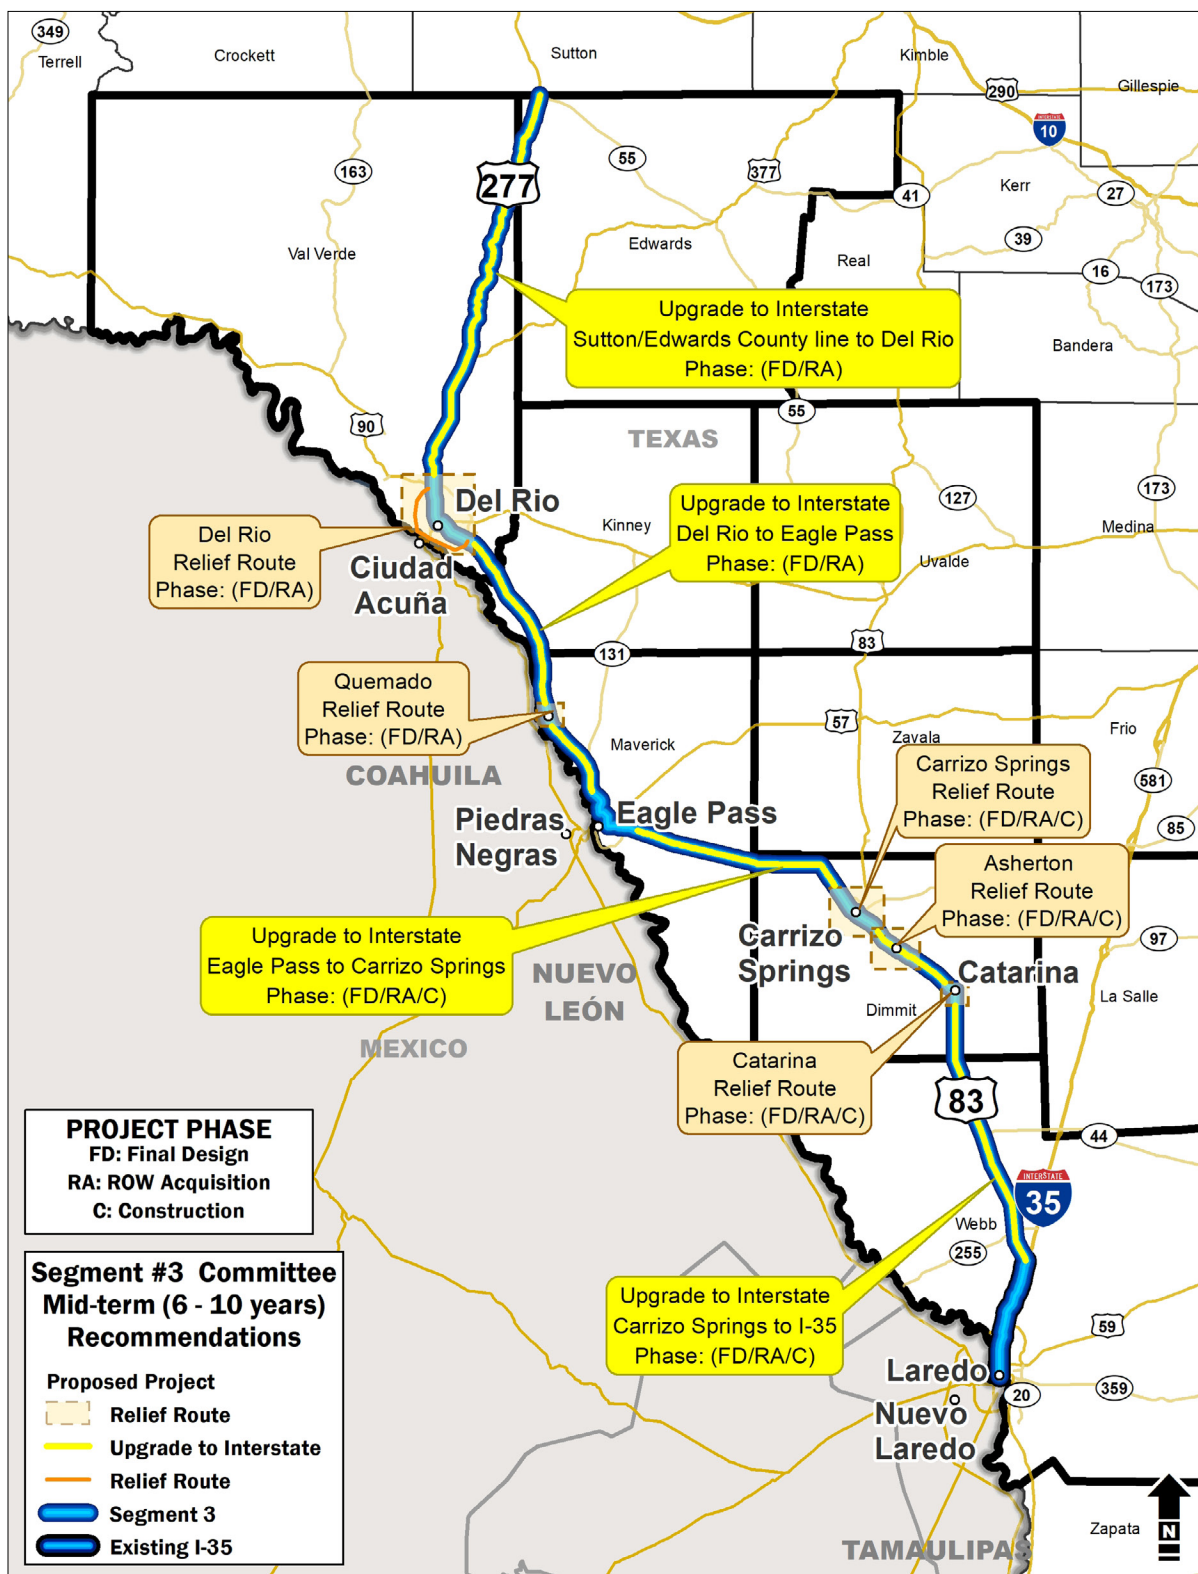 349
Terrell
Crockett
Sutton
Kimble
290
Gillespie
INTERSTATE
10
163
277
55
377
41
Kerr
27
39
Val Verde
Edwards
Real
16
173
Bandera
Upgrade to Interstate
Sutton/Edwards County line to Del Rio
Phase: (FD/RA)
55
90
TEXAS
Del Rio
Upgrade to Interstate
Del Rio to Eagle Pass
Phase: (FD/RA)
127
173
Kinney
Medina
Uvalde
Del Rio
Relief Route
Phase: (FD/RA)
Ciudad
Acuña
83
131
Quemado
Relief Route
Phase: (FD/RA)
57
Maverick
Zavala
Frio
COAHUILA
Carrizo Springs
Relief Route
Phase: (FD/RA/C)
581
85
Piedras
Negras
Eagle Pass
Asherton
Relief Route
Phase: (FD/RA/C)
Upgrade to Interstate
Eagle Pass to Carrizo Springs
Phase: (FD/RA/C)
Carrizo
Springs
97
NUEVO
LEÓN
Catarina
La Salle
Dimmit
MEXICO
Catarina
Relief Route
Phase: (FD/RA/C)
83
44
PROJECT PHASE
FD: Final Design
RA: ROW Acquisition
C: Construction
INTERSTATE
35
Webb
255
Upgrade to Interstate
Carrizo Springs to I-35
Phase: (FD/RA/C)
59
Laredo
20
359
Nuevo
Laredo
Segment #3 Committee
Mid-term (6 - 10 years)
Recommendations
Proposed Project
Relief Route
Upgrade to Interstate
Relief Route
Segment 3
Existing I-35
TAMAULIPAS
Zapata
N